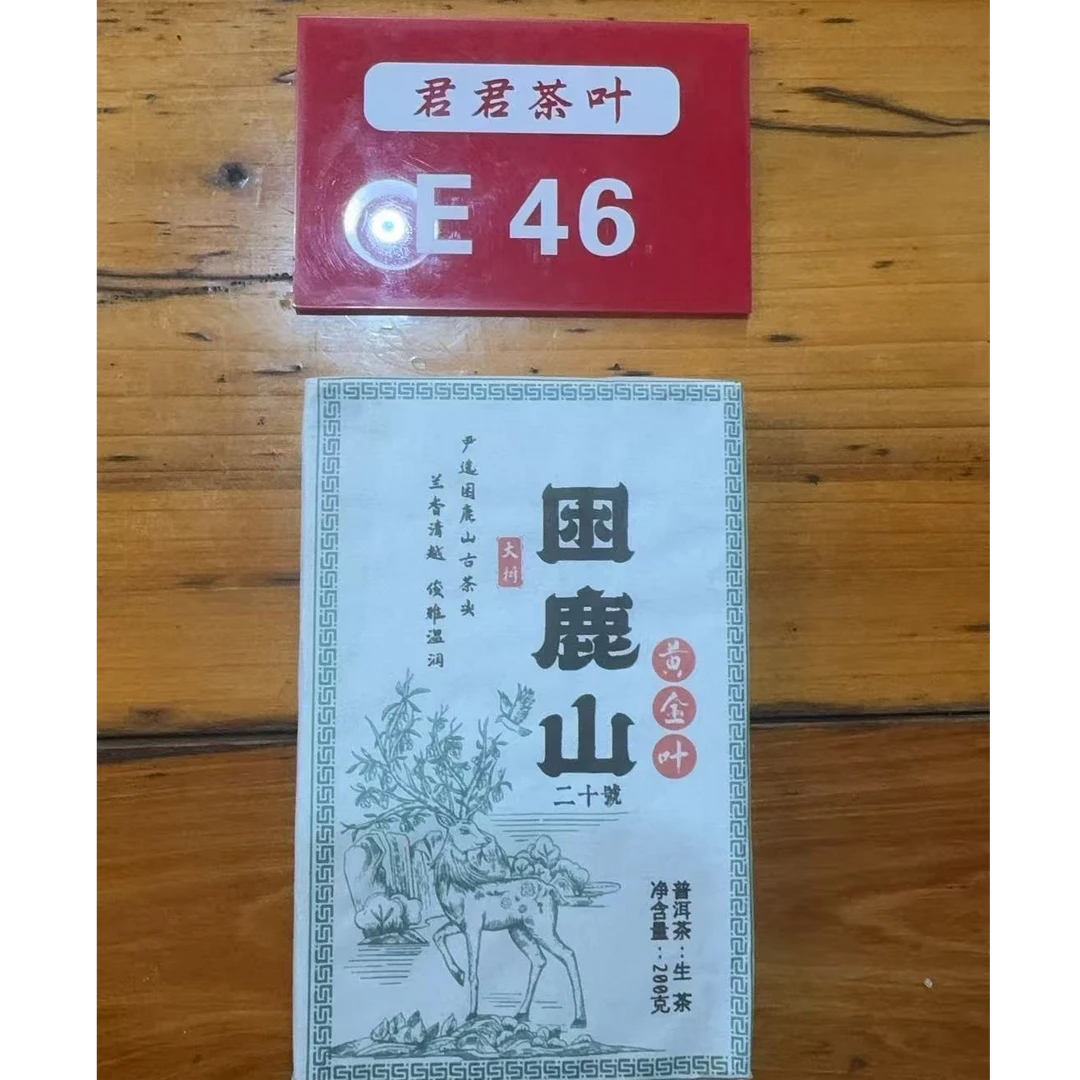 君君茶叶
E 46
困鹿山
二十號
黄金叶
大树
尹选困鹿山古茶尖
兰香清越 俊雅温润
普洱茶：生茶
净含量：200克